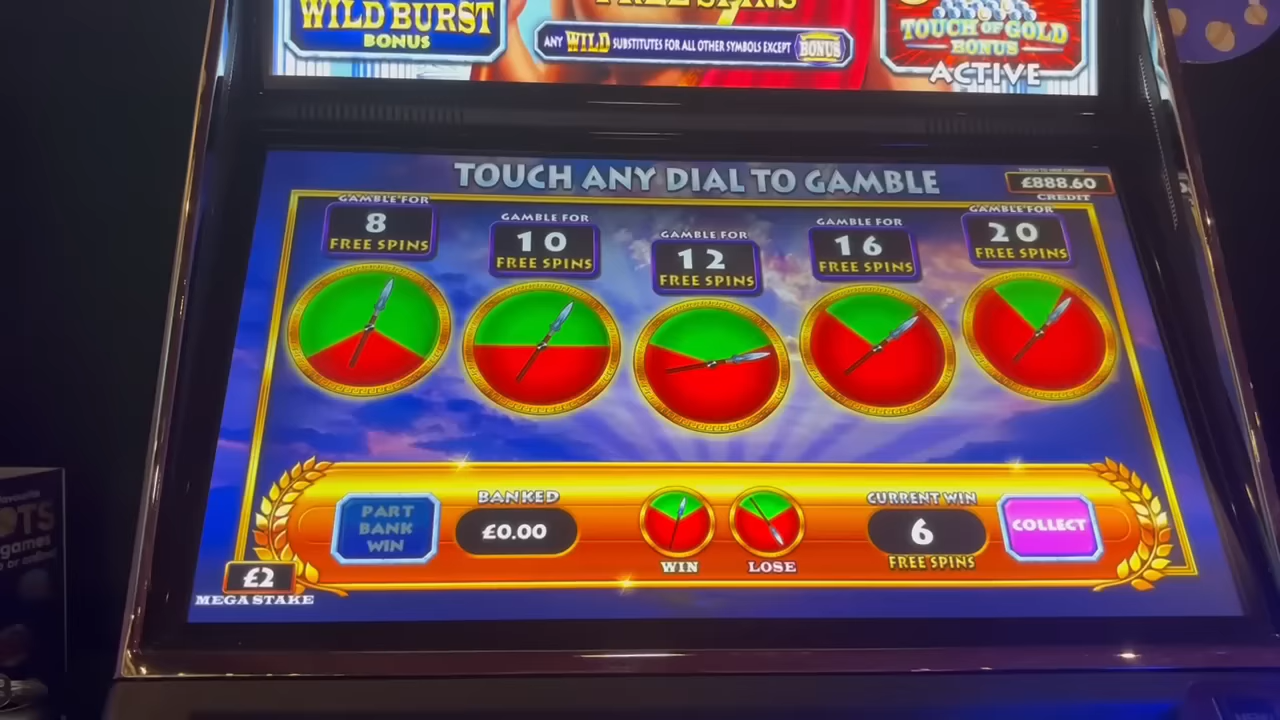 WILD BURST
BONUS
FREE SPINS
ANY WILD SUBSTITUTES FOR ALL OTHER SYMBOLS EXCEPT BONUS
TOUCH OF GOLD
BONUS
ACTIVE
TOUCH ANY DIAL TO GAMBLE
£888.60
CREDIT
GAMBLE FOR
8
FREE SPINS
GAMBLE FOR
10
FREE SPINS
GAMBLE FOR
12
FREE SPINS
GAMBLE FOR
16
FREE SPINS
GAMBLE FOR
20
FREE SPINS
PART
BANK
WIN
BANKED
£0.00
WIN
LOSE
CURRENT WIN
6
FREE SPINS
COLLECT
£2
MEGA STAKE
games